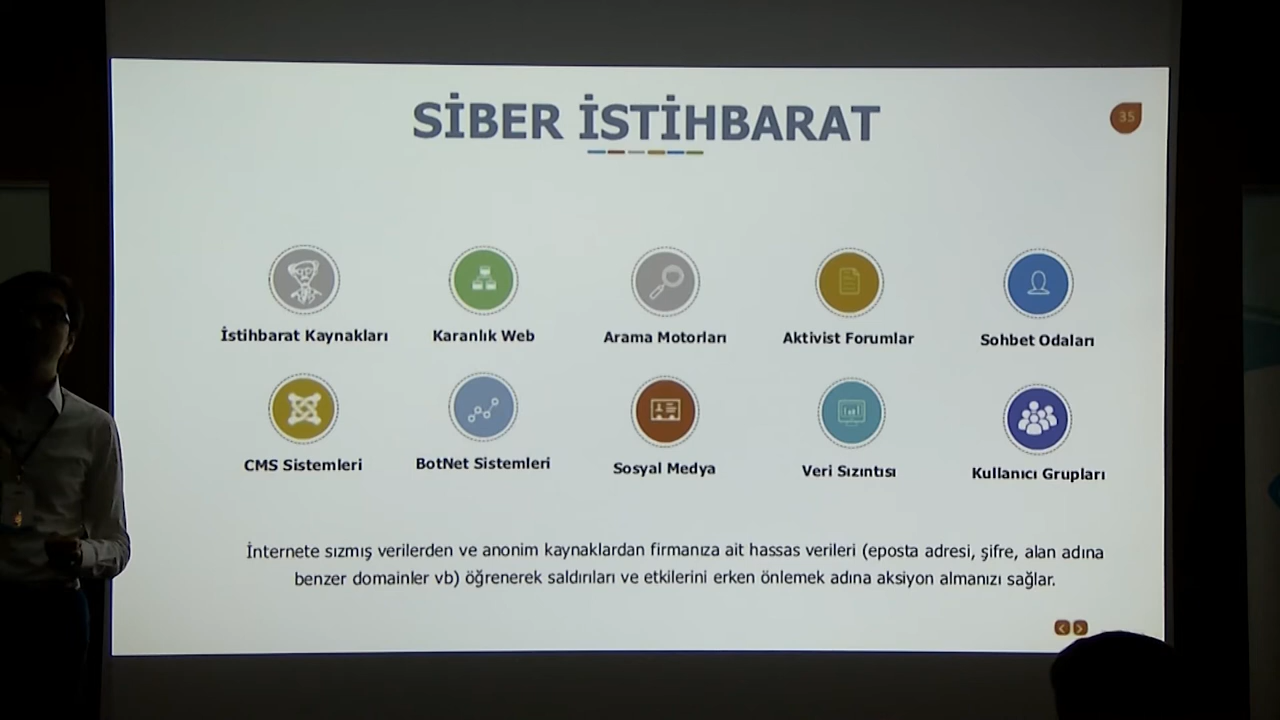 SİBER İSTİHBARAT
35
İstihbarat Kaynakları
Karanlık Web
Arama Motorları
Aktivist Forumlar
Sohbet Odaları
CMS Sistemleri
BotNet Sistemleri
Sosyal Medya
Veri Sızıntısı
Kullanıcı Grupları
İnternete sızmış verilerden ve anonim kaynaklardan firmanıza ait hassas verileri (eposta adresi, şifre, alan adına
benzer domainler vb) öğrenerek saldırıları ve etkilerini erken önlemek adına aksiyon almanızı sağlar.